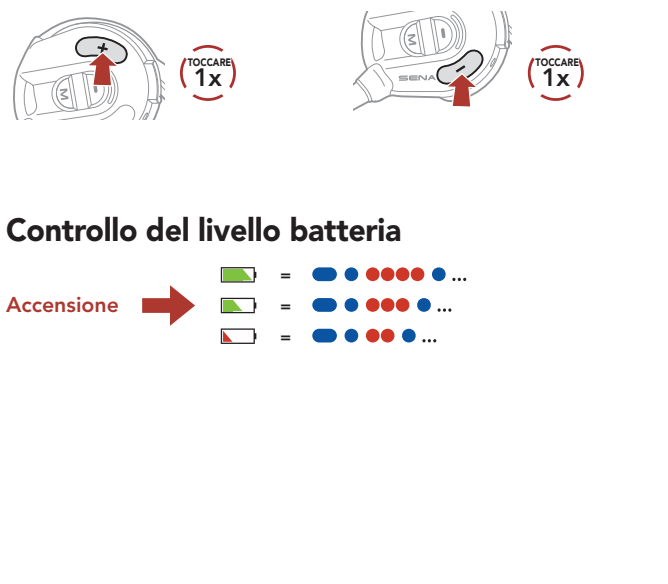 +
TOCCARE
1x
M
−
SENA
M
−
TOCCARE
1x
Controllo del livello batteria
= ...
Accensione = ...
= ...